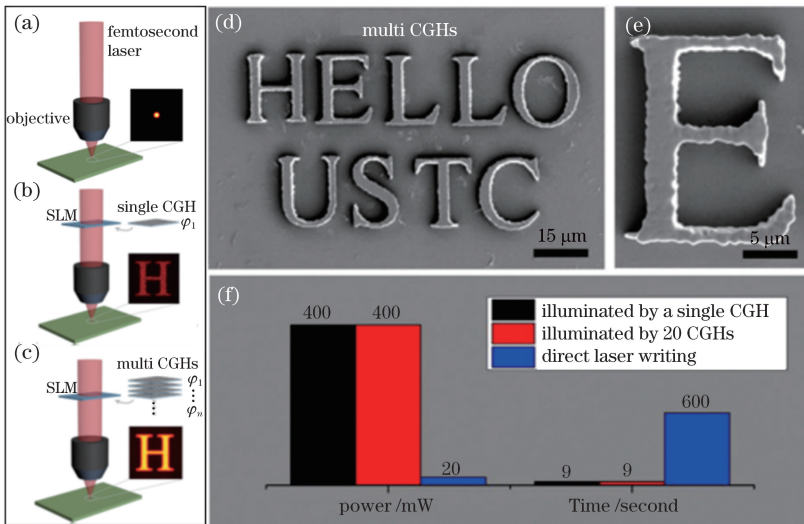 (a)
femtosecond
laser
objective
(b)
SLM
single CGH
φ₁
H
(c)
multi CGHs
SLM
φ₁
⋮
φₙ
⋮
H
(d)
multi CGHs
HELLO
USTC
15 μm
(e)
E
5 μm
(f)
illuminated by a single CGH
illuminated by 20 CGHs
direct laser writing
400 400
20
9 9
600
power /mW
Time /second